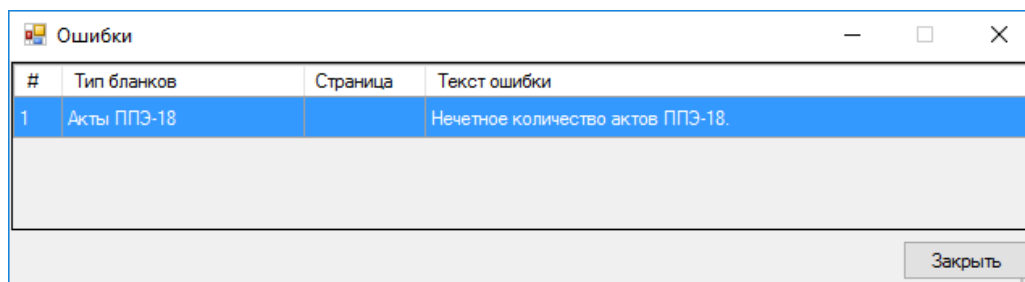 Ошибки
# Тип бланков Страница Текст ошибки
1 Акты ППЭ-18 Нечетное количество актов ППЭ-18.
Закрыть